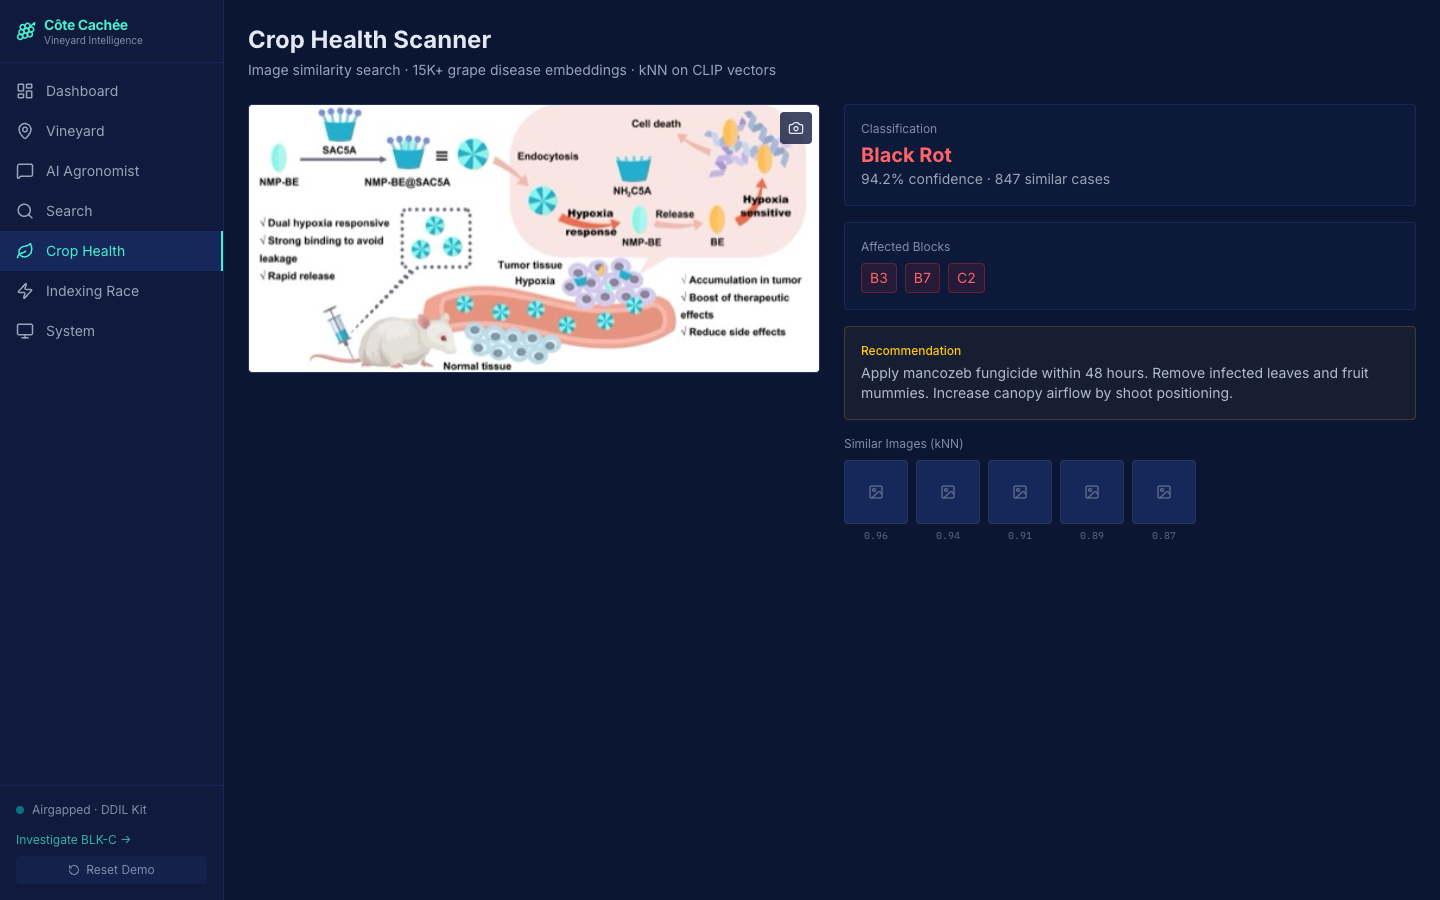 Côte Cachée
Vineyard Intelligence
Dashboard
Vineyard
AI Agronomist
Search
Crop Health
Indexing Race
System
Airgapped · DDIL Kit
Investigate BLK-C →
Reset Demo
Crop Health Scanner
Image similarity search · 15K+ grape disease embeddings · kNN on CLIP vectors
SAC5A
NMP-BE
NMP-BE@SAC5A
≡
Endocytosis
Cell death
NH₂C5A
Hypoxia
response
Release
Hypoxia
sensitive
NMP-BE
BE
√ Dual hypoxia responsive
√ Strong binding to avoid
leakage
√ Rapid release
Tumor tissue
Hypoxia
√ Accumulation in tumor
√ Boost of therapeutic
effects
√ Reduce side effects
Normal tissue
Classification
Black Rot
94.2% confidence · 847 similar cases
Affected Blocks
B3 B7 C2
Recommendation
Apply mancozeb fungicide within 48 hours. Remove infected leaves and fruit
mummies. Increase canopy airflow by shoot positioning.
Similar Images (kNN)
0.96 0.94 0.91 0.89 0.87